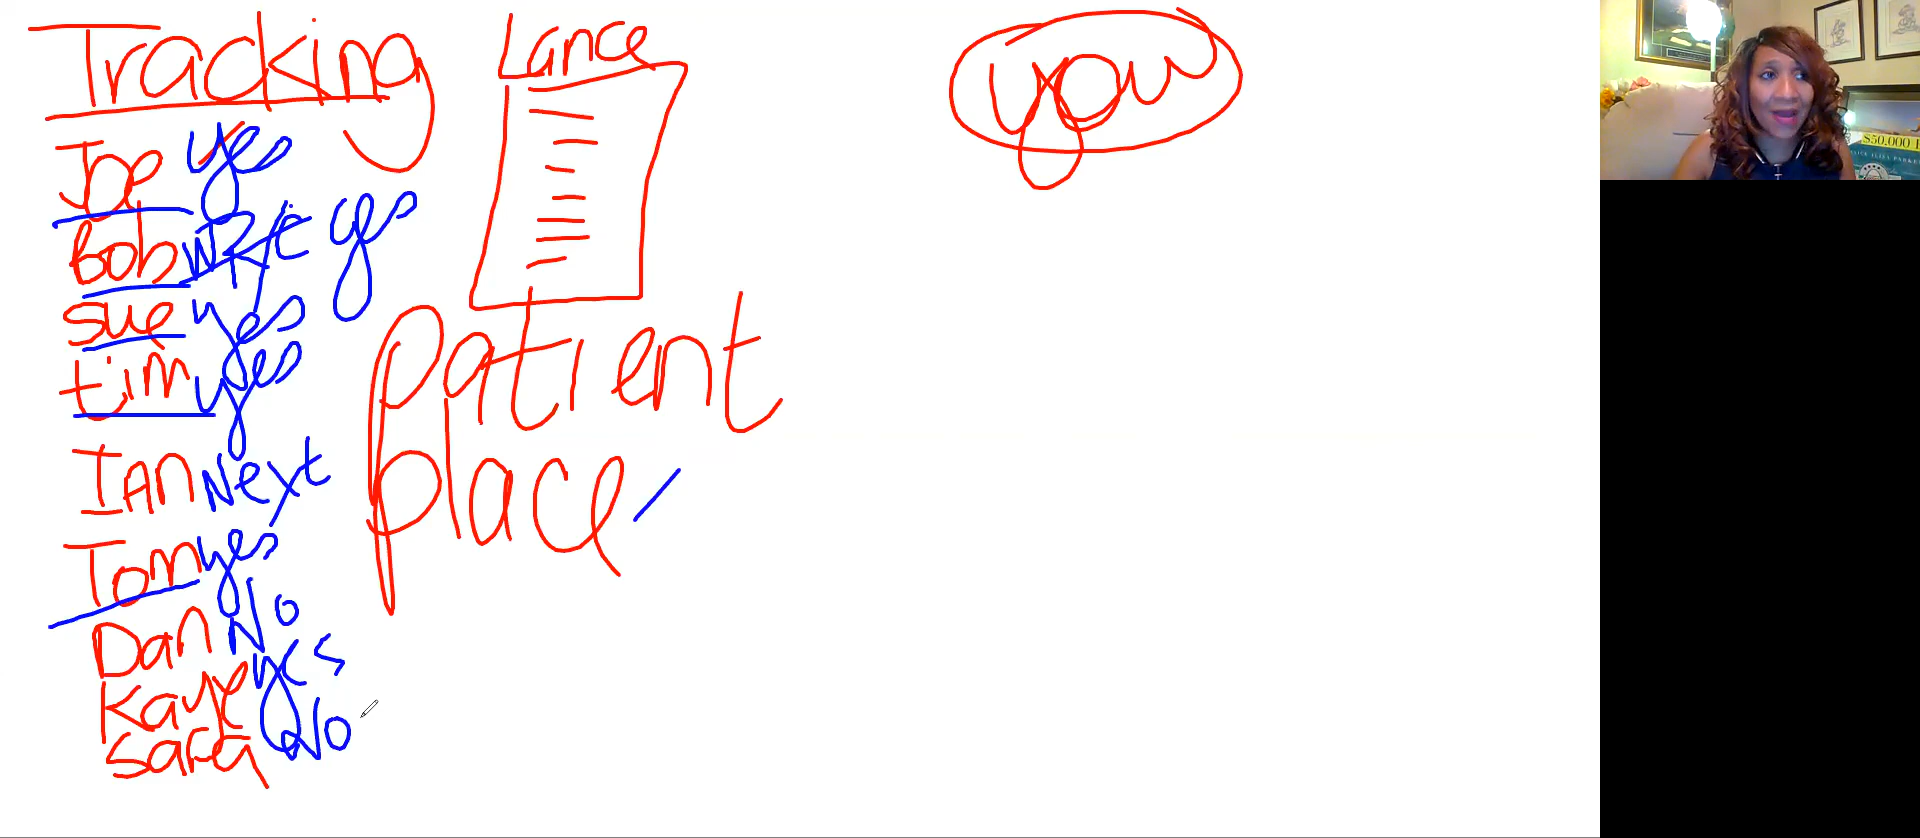 Tracking
Joe yes
bob yes
sue yes
tim yes
IAN Next
Tom yes
Dan No
Kaye yes
sara No
Lance
patient
place
you
$50,000